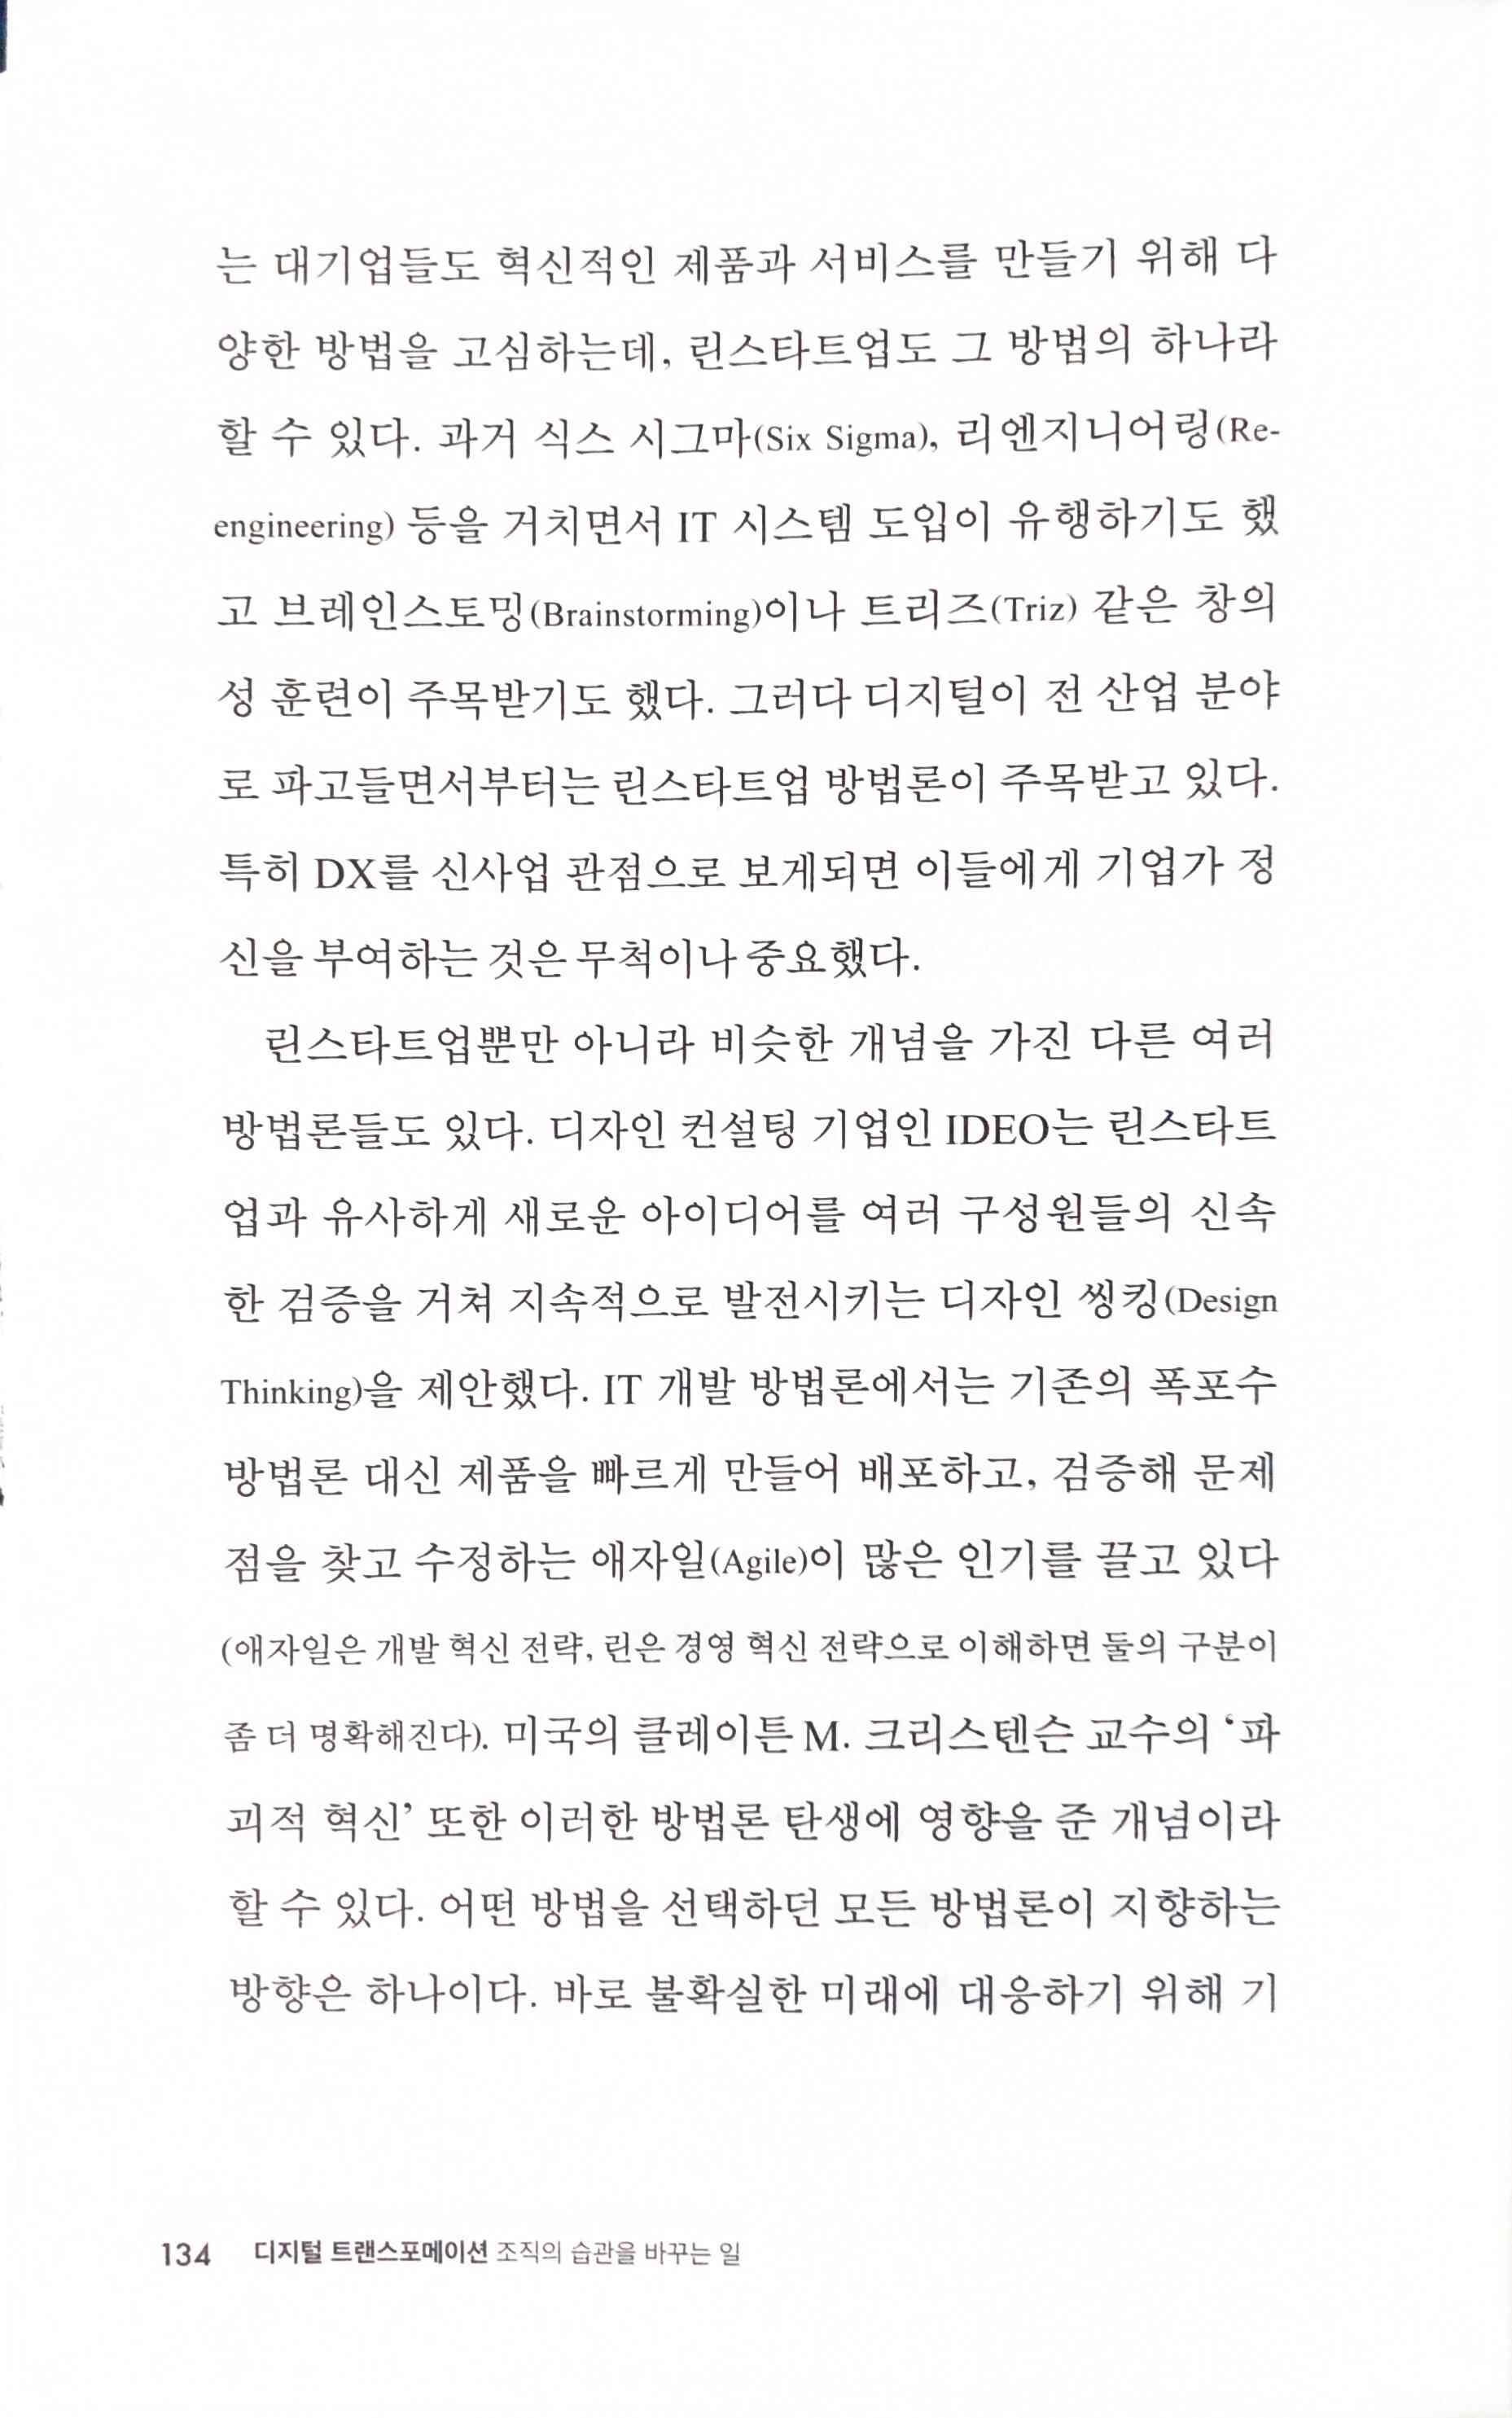 는 대기업들도 혁신적인 제품과 서비스를 만들기 위해 다
양한 방법을 고심하는데, 린스타트업도 그 방법의 하나라
할 수 있다. 과거 식스 시그마(Six Sigma), 리엔지니어링(Re-
engineering) 등을 거치면서 IT 시스템 도입이 유행하기도 했
고 브레인스토밍(Brainstorming)이나 트리즈(Triz) 같은 창의
성 훈련이 주목받기도 했다. 그러다 디지털이 전 산업 분야
로 파고들면서부터는 린스타트업 방법론이 주목받고 있다.
특히 DX를 신사업 관점으로 보게되면 이들에게 기업가 정
신을 부여하는 것은 무척이나 중요했다.
린스타트업뿐만 아니라 비슷한 개념을 가진 다른 여러
방법론들도 있다. 디자인 컨설팅 기업인 IDEO는 린스타트
업과 유사하게 새로운 아이디어를 여러 구성원들의 신속
한 검증을 거쳐 지속적으로 발전시키는 디자인 씽킹(Design
Thinking)을 제안했다. IT 개발 방법론에서는 기존의 폭포수
방법론 대신 제품을 빠르게 만들어 배포하고, 검증해 문제
점을 찾고 수정하는 애자일(Agile)이 많은 인기를 끌고 있다
(애자일은 개발 혁신 전략, 린은 경영 혁신 전략으로 이해하면 둘의 구분이
좀 더 명확해진다). 미국의 클레이튼 M. 크리스텐슨 교수의 ‘파
괴적 혁신’ 또한 이러한 방법론 탄생에 영향을 준 개념이라
할 수 있다. 어떤 방법을 선택하던 모든 방법론이 지향하는
방향은 하나이다. 바로 불확실한 미래에 대응하기 위해 기
134 디지털 트랜스포메이션 조직의 습관을 바꾸는 일